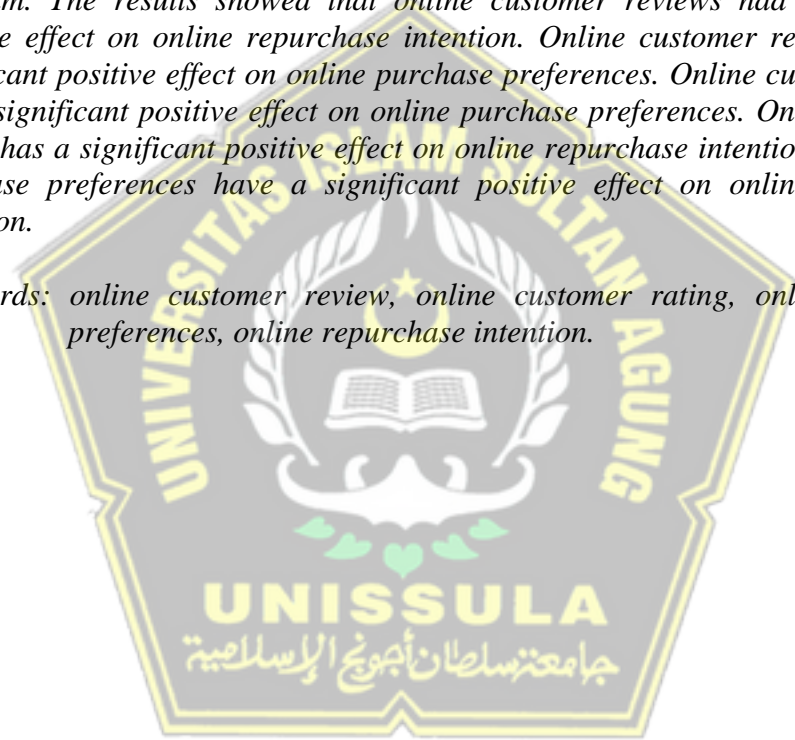 The results showed that online customer reviews had
e effect on online repurchase intention. Online customer re
cant positive effect on online purchase preferences. Online cu
significant positive effect on online purchase preferences. On
has a significant positive effect on online repurchase intentio
se preferences have a significant positive effect on onlin
on.
rds: online customer review, online customer rating, onl
preferences, online repurchase intention.
UNIVERSITAS ISLAM SULTAN AGUNG
UNISSULA
جامعة سلطان أجونج الإسلامية